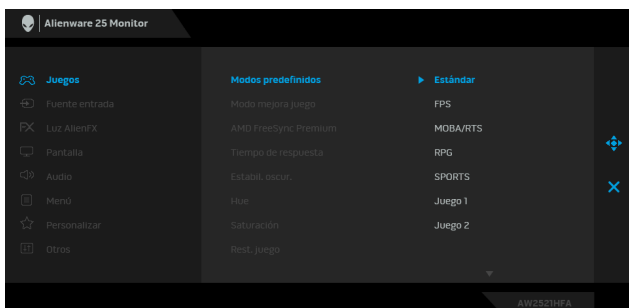 Alienware 25 Monitor
Juegos
Modos predefinidos
Estándar
Fuente entrada
Modo mejora juego
FPS
FX Luz AlienFX
AMD FreeSync Premium
MOBA/RTS
Pantalla
Tiempo de respuesta
RPG
Audio
Estabil. oscur.
SPORTS
Menú
Hue
Juego 1
Personalizar
Saturación
Juego 2
Otros
Rest. juego
AW2521HFA